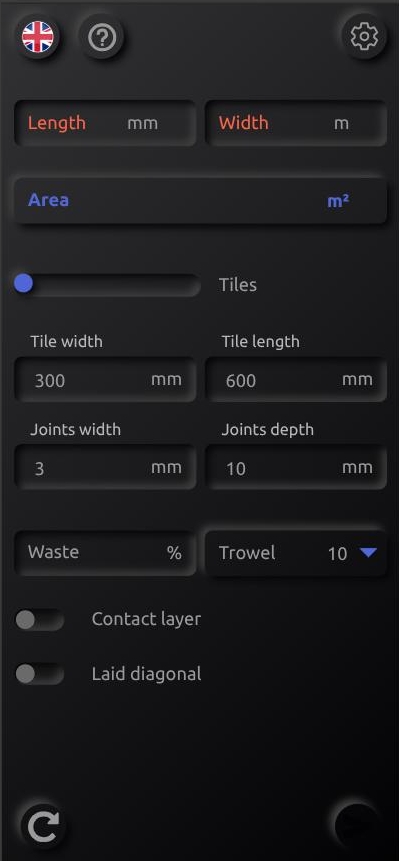 Length mm Width m
Area m²
Tiles
Tile width Tile length
300 mm 600 mm
Joints width Joints depth
3 mm 10 mm
Waste % Trowel 10
Contact layer
Laid diagonal